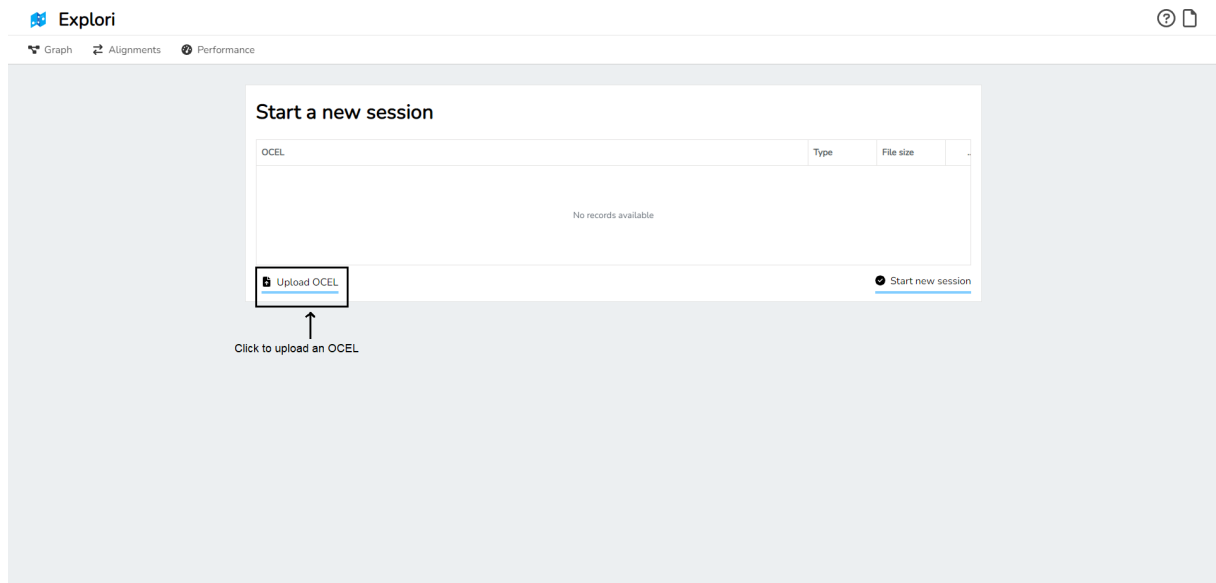 Explori
Graph Alignments Performance
Start a new session
OCEL Type File size ..
No records available
Upload OCEL Start new session
Click to upload an OCEL